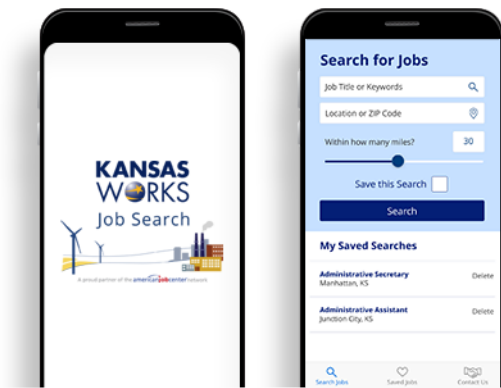 KANSAS
WORKS
Job Search
A proud partner of the americanjobcenter network
Search for Jobs
Job Title or Keywords
Location or ZIP Code
Within how many miles?
30
Save this Search
Search
My Saved Searches
Administrative Secretary
Delete
Manhattan, KS
Administrative Assistant
Delete
Junction City, KS
Search Jobs
Saved Jobs
Contact Us